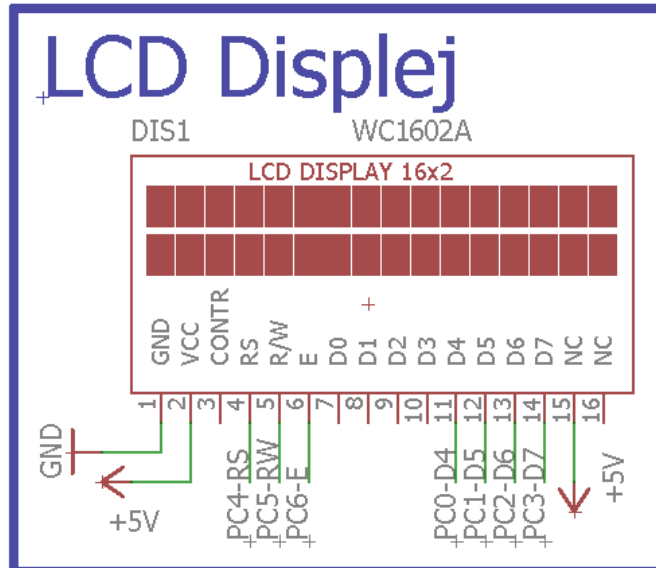 LCD Displej
DIS1 WC1602A
LCD DISPLAY 16x2
GND VCC CONTR RS R/W E D0 D1 D2 D3 D4 D5 D6 D7 NC NC
1 2 3 4 5 6 7 8 9 10 11 12 13 14 15 16
GND
+5V
PC4-RS
PC5-RW
PC6-E
PC0-D4
PC1-D5
PC2-D6
PC3-D7
+5V